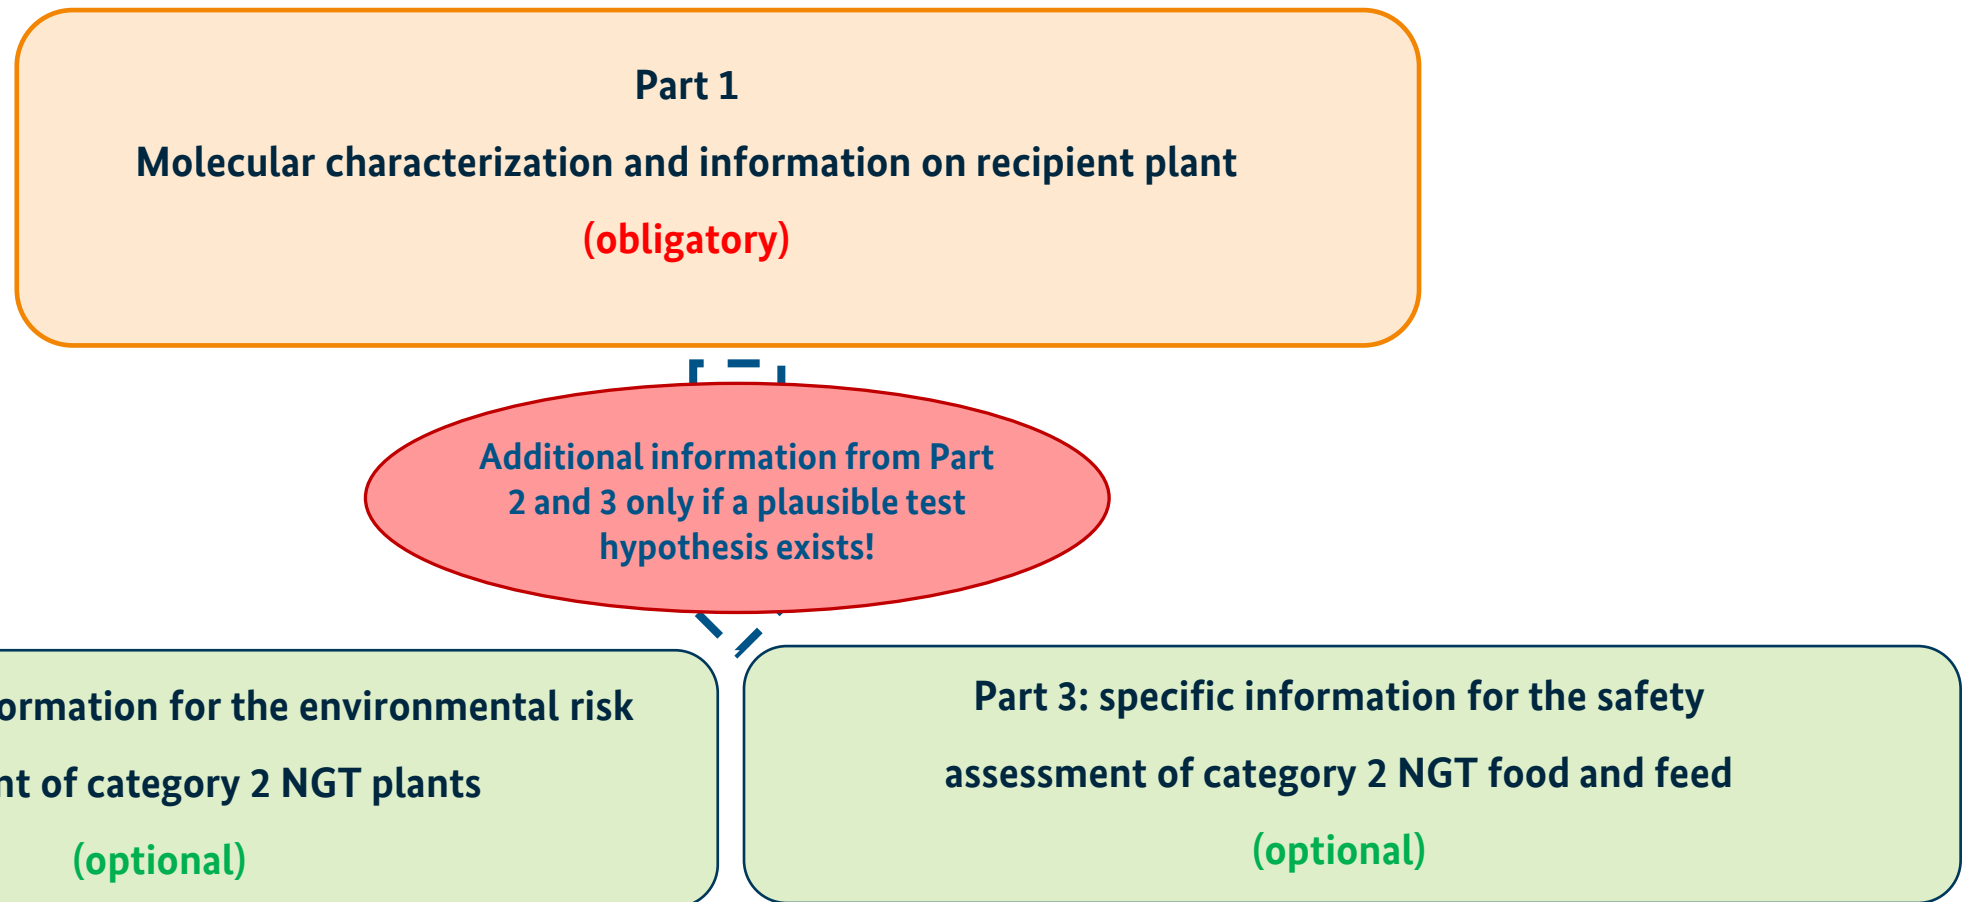 Part 1
Molecular characterization and information on recipient plant
(obligatory)
Additional information from Part
2 and 3 only if a plausible test
hypothesis exists!
for the environmental risk
of category 2 NGT plants
(optional)
Part 3: specific information for the safety
assessment of category 2 NGT food and feed
(optional)